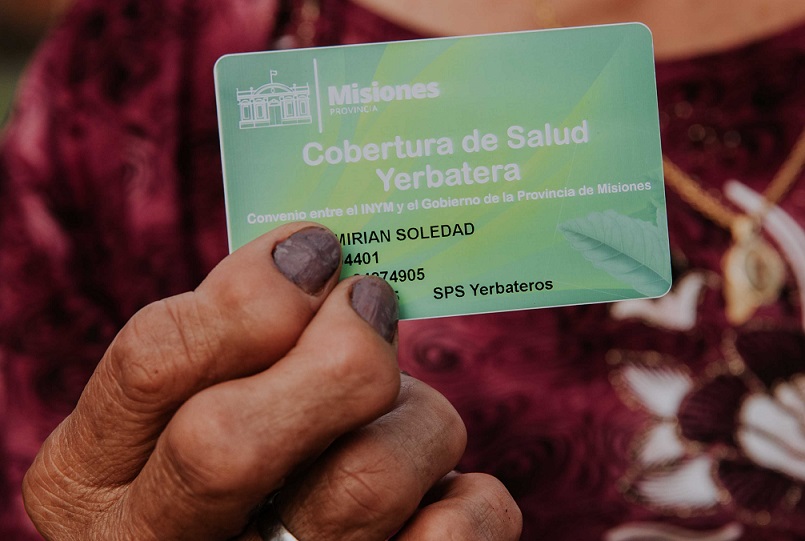 Misiones
PROVINCIA
Cobertura de Salud
Yerbatera
Convenio entre el INYM y el Gobierno de la Provincia de Misiones
MIRIAN SOLEDAD
4401
4974905
SPS Yerbateros